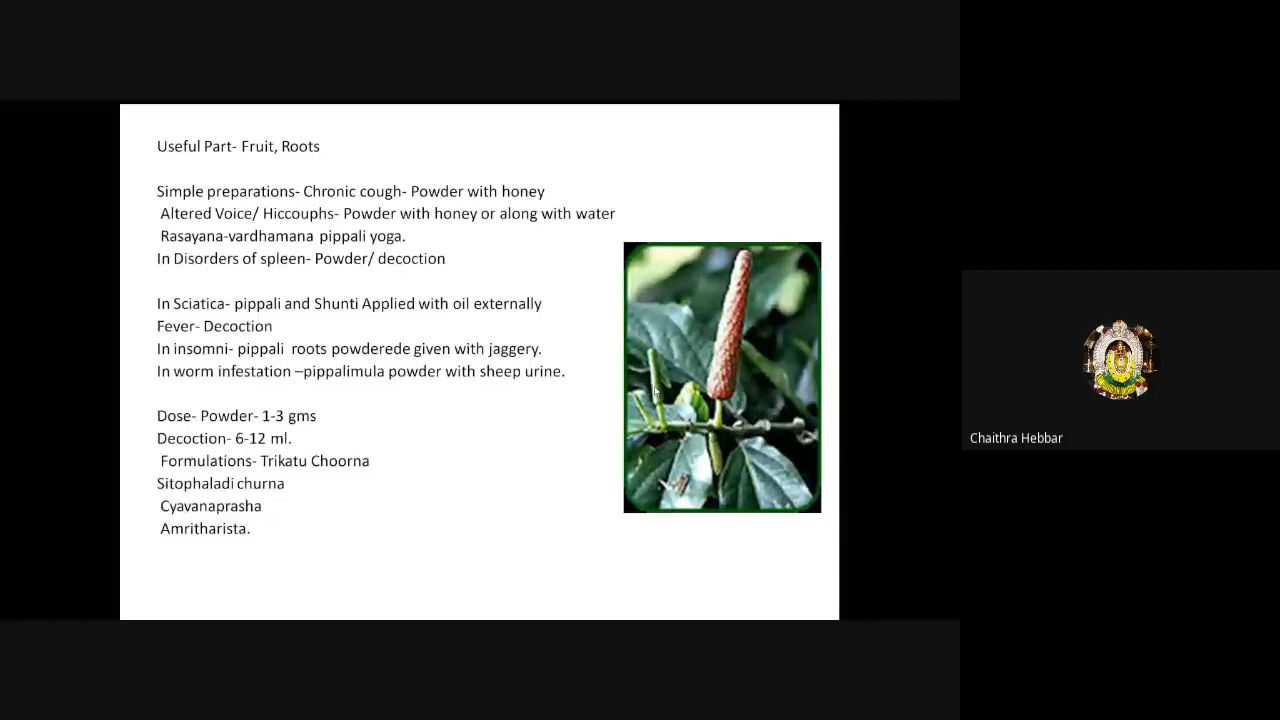 Useful Part- Fruit, Roots
Simple preparations- Chronic cough- Powder with honey
Altered Voice/ Hiccouphs- Powder with honey or along with water
Rasayana-vardhamana pippali yoga.
In Disorders of spleen- Powder/ decoction
In Sciatica- pippali and Shunti Applied with oil externally
Fever- Decoction
In insomni- pippali roots powderede given with jaggery.
In worm infestation –pippalimula powder with sheep urine.
Dose- Powder- 1-3 gms
Decoction- 6-12 ml.
Formulations- Trikatu Choorna
Sitophaladi churna
Cyavanaprasha
Amritharista.
Chaithra Hebbar